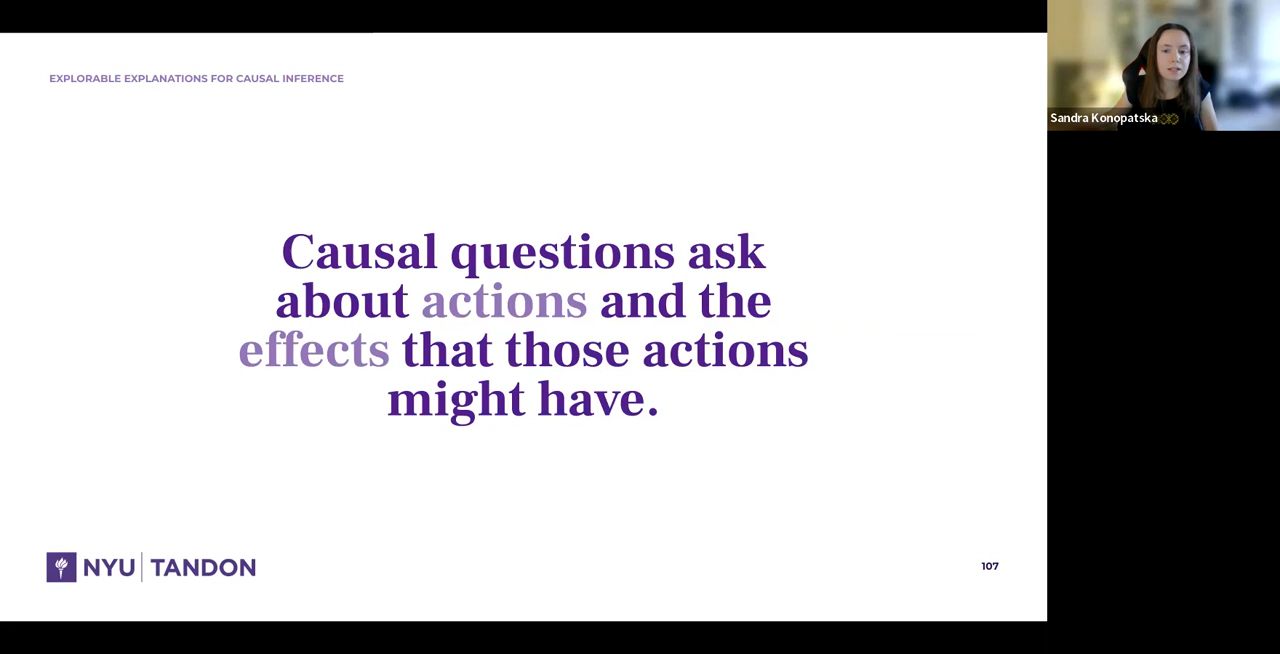 EXPLORABLE EXPLANATIONS FOR CAUSAL INFERENCE
Sandra Konopatska
Causal questions ask
about actions and the
effects that those actions
might have.
NYU | TANDON
107